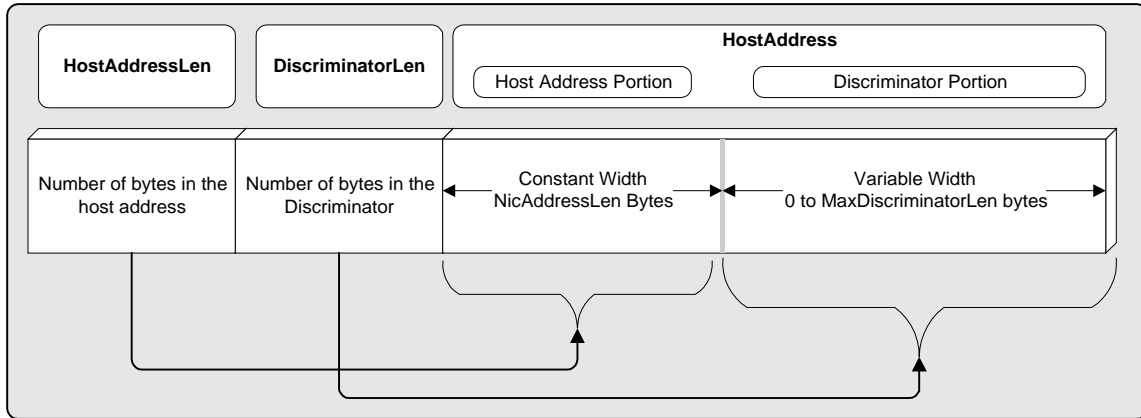 HostAddressLen
DiscriminatorLen
HostAddress
Host Address Portion
Discriminator Portion
Number of bytes in the
host address
Number of bytes in the
Discriminator
Constant Width
NicAddressLen Bytes
Variable Width
0 to MaxDiscriminatorLen bytes